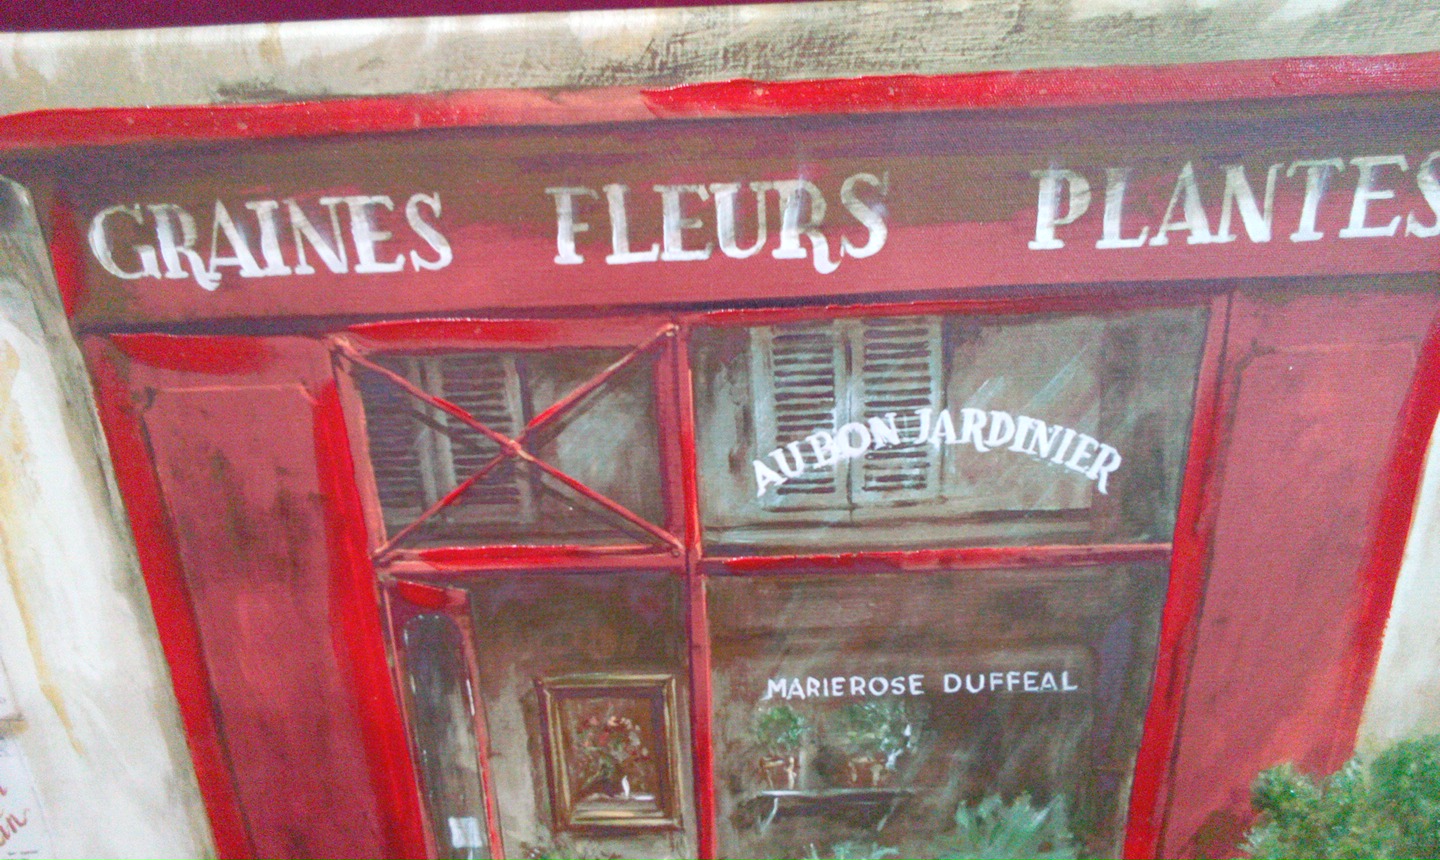 GRAINES FLEURS PLANTES
AU BON JARDINIER
MARIEROSE DUFFEAL